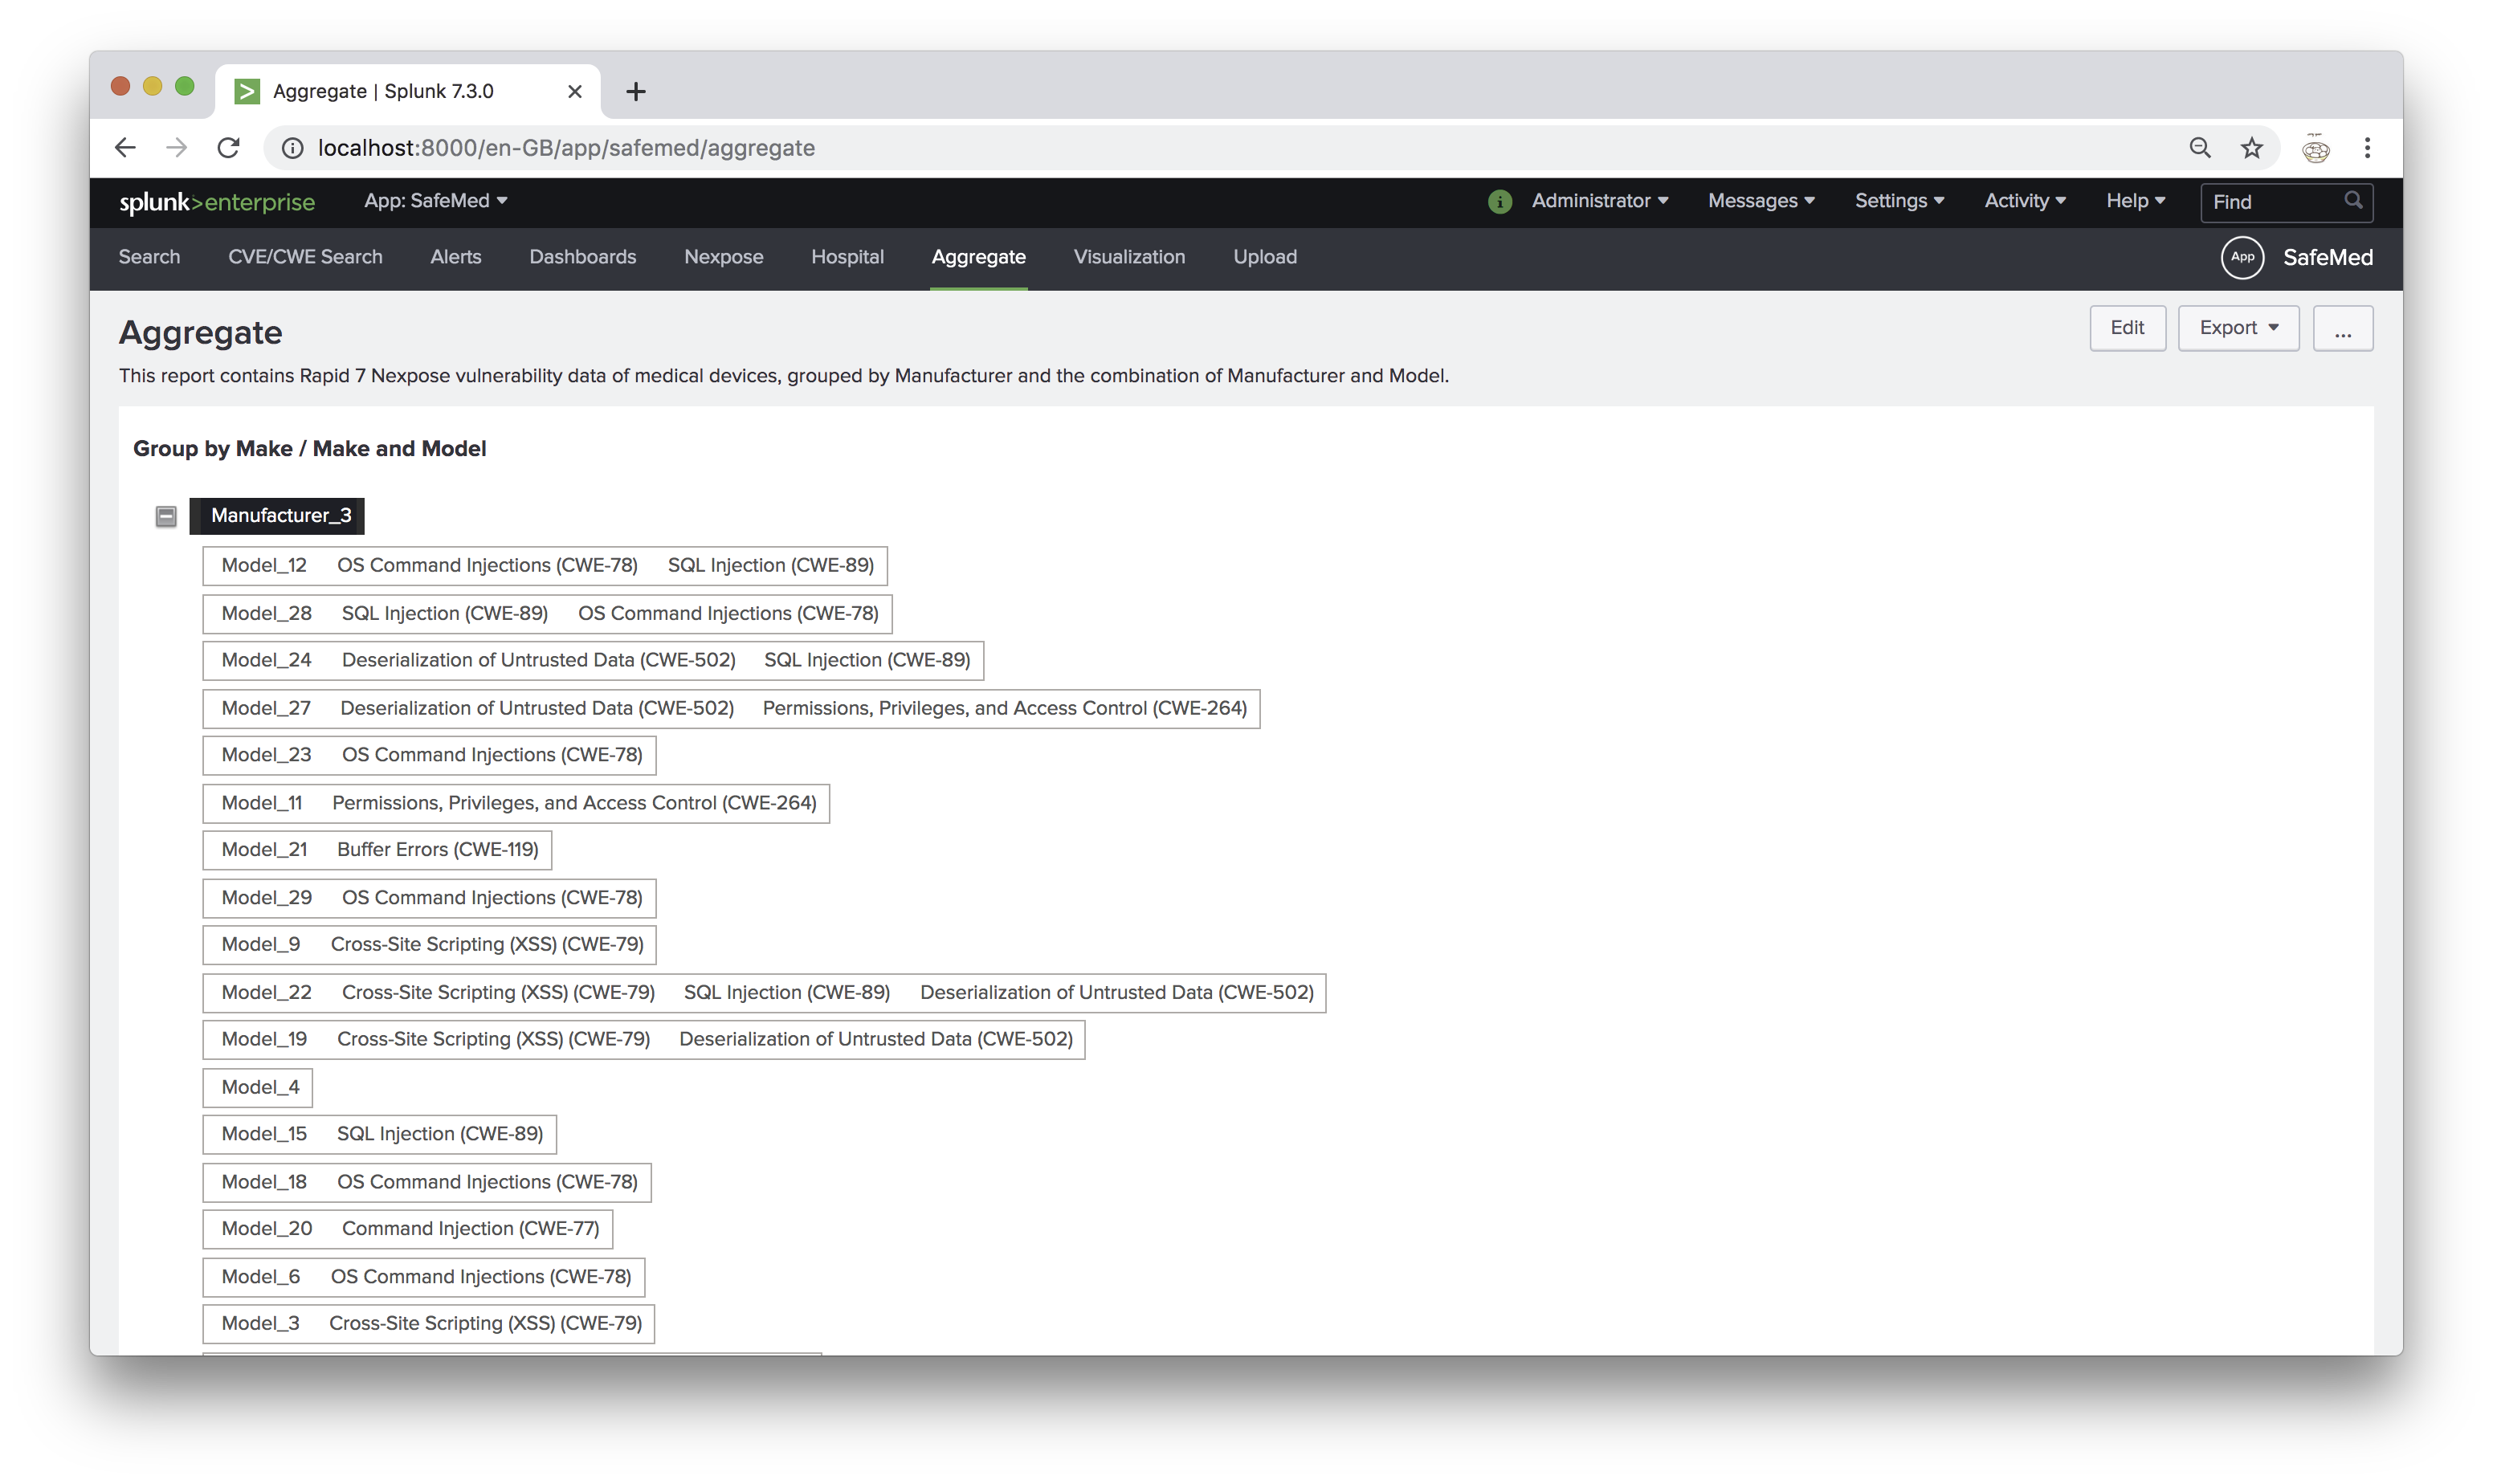 Aggregate | Splunk 7.3.0
localhost:8000/en-GB/app/safemed/aggregate
splunk>enterprise App: SafeMed Administrator Messages Settings Activity Help Find
Search CVE/CWE Search Alerts Dashboards Nexpose Hospital Aggregate Visualization Upload App SafeMed
Aggregate Edit Export ...
This report contains Rapid 7 Nexpose vulnerability data of medical devices, grouped by Manufacturer and the combination of Manufacturer and Model.
Group by Make / Make and Model
Manufacturer_3
Model_12 OS Command Injections (CWE-78) SQL Injection (CWE-89)
Model_28 SQL Injection (CWE-89) OS Command Injections (CWE-78)
Model_24 Deserialization of Untrusted Data (CWE-502) SQL Injection (CWE-89)
Model_27 Deserialization of Untrusted Data (CWE-502) Permissions, Privileges, and Access Control (CWE-264)
Model_23 OS Command Injections (CWE-78)
Model_11 Permissions, Privileges, and Access Control (CWE-264)
Model_21 Buffer Errors (CWE-119)
Model_29 OS Command Injections (CWE-78)
Model_9 Cross-Site Scripting (XSS) (CWE-79)
Model_22 Cross-Site Scripting (XSS) (CWE-79) SQL Injection (CWE-89) Deserialization of Untrusted Data (CWE-502)
Model_19 Cross-Site Scripting (XSS) (CWE-79) Deserialization of Untrusted Data (CWE-502)
Model_4
Model_15 SQL Injection (CWE-89)
Model_18 OS Command Injections (CWE-78)
Model_20 Command Injection (CWE-77)
Model_6 OS Command Injections (CWE-78)
Model_3 Cross-Site Scripting (XSS) (CWE-79)